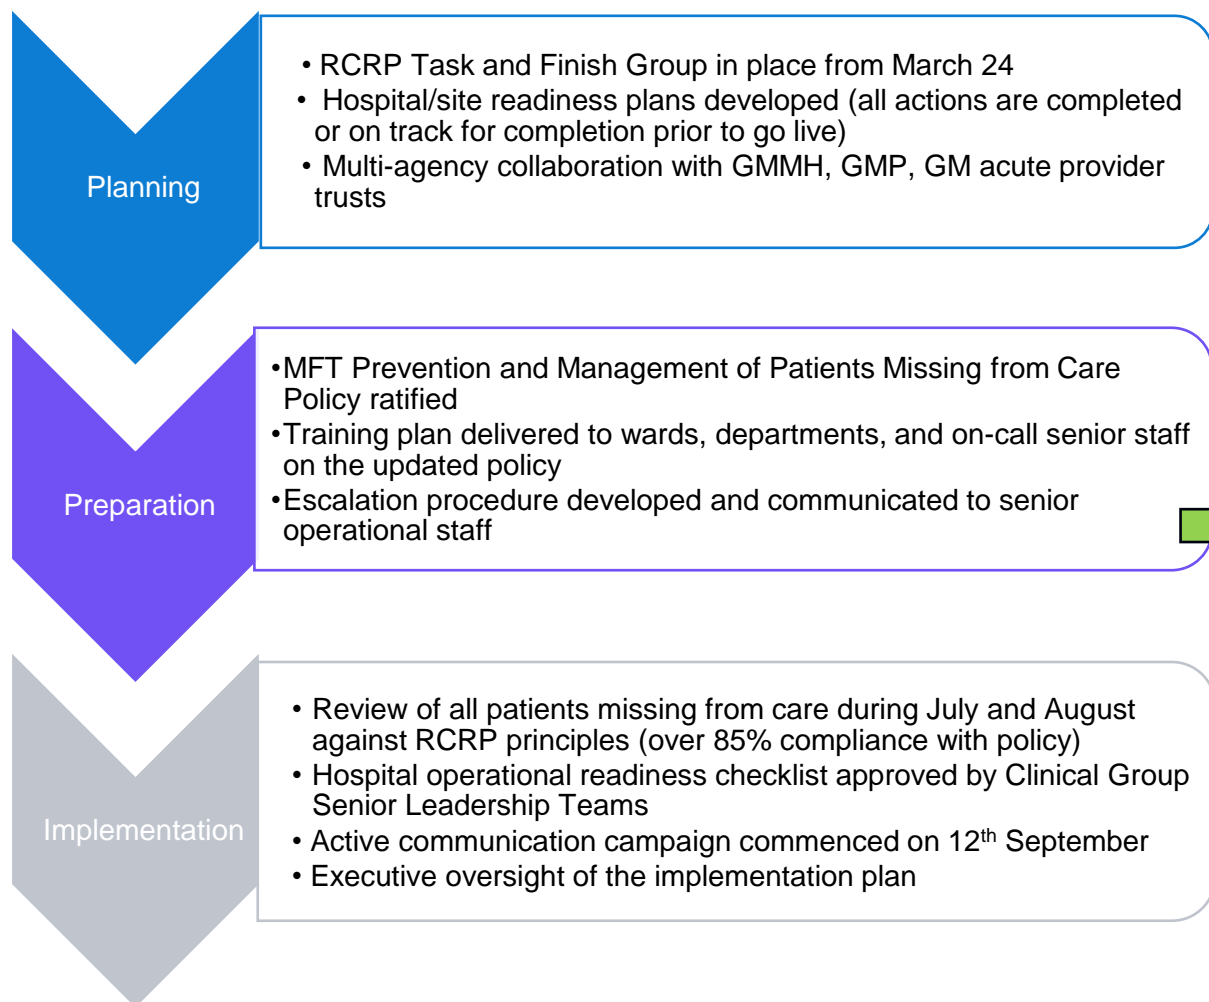 Planning
• RCRP Task and Finish Group in place from March 24
• Hospital/site readiness plans developed (all actions are completed
or on track for completion prior to go live)
• Multi-agency collaboration with GMMH, GMP, GM acute provider
trusts
Preparation
•MFT Prevention and Management of Patients Missing from Care
Policy ratified
•Training plan delivered to wards, departments, and on-call senior staff
on the updated policy
•Escalation procedure developed and communicated to senior
operational staff
Implementation
• Review of all patients missing from care during July and August
against RCRP principles (over 85% compliance with policy)
• Hospital operational readiness checklist approved by Clinical Group
Senior Leadership Teams
• Active communication campaign commenced on 12th September
• Executive oversight of the implementation plan